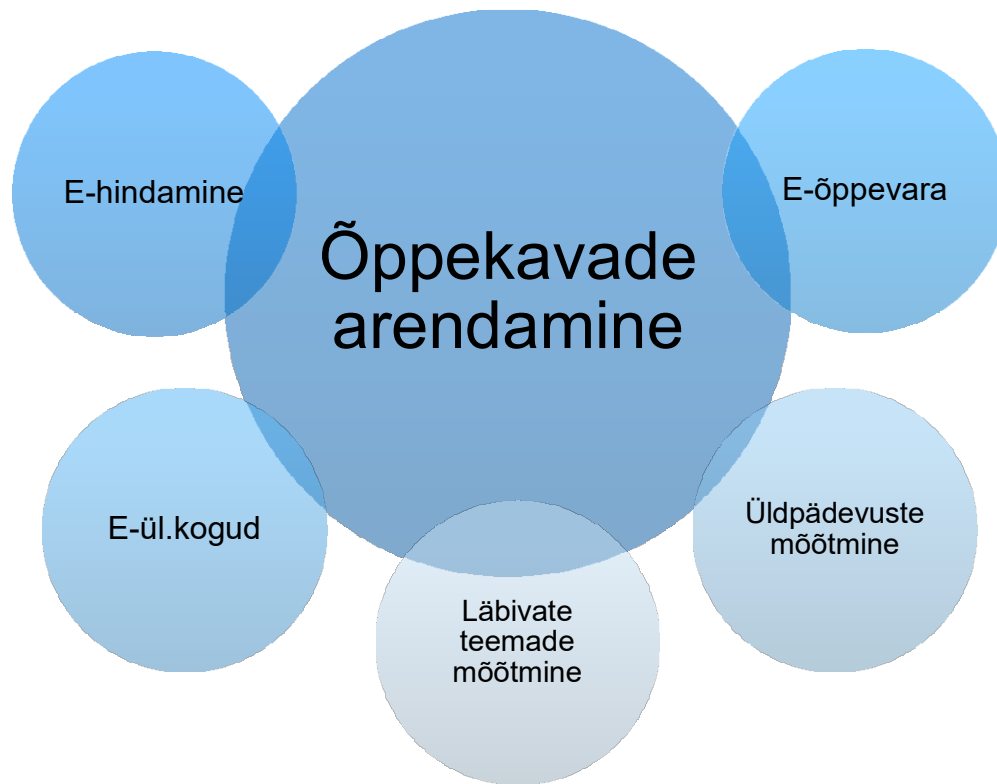 E-hindamine
E-õppevara
Õppekavade
arendamine
E-ül.kogud
Üldpädevuste
mõõtmine
Läbivate
teemade
mõõtmine